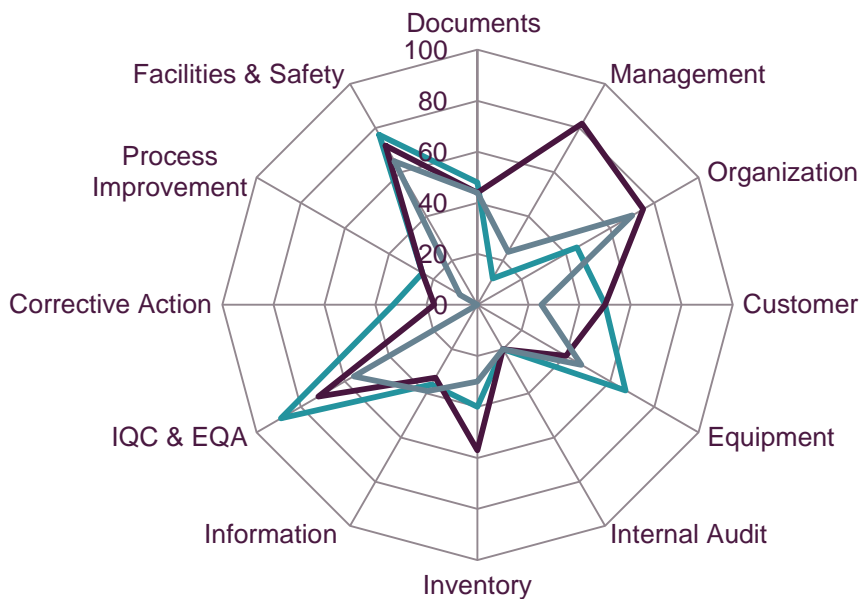 Documents
100
Facilities & Safety
Management
80
Process
Improvement
60
Organization
40
20
Corrective Action
0
Customer
IQC & EQA
Equipment
Information
Internal Audit
Inventory